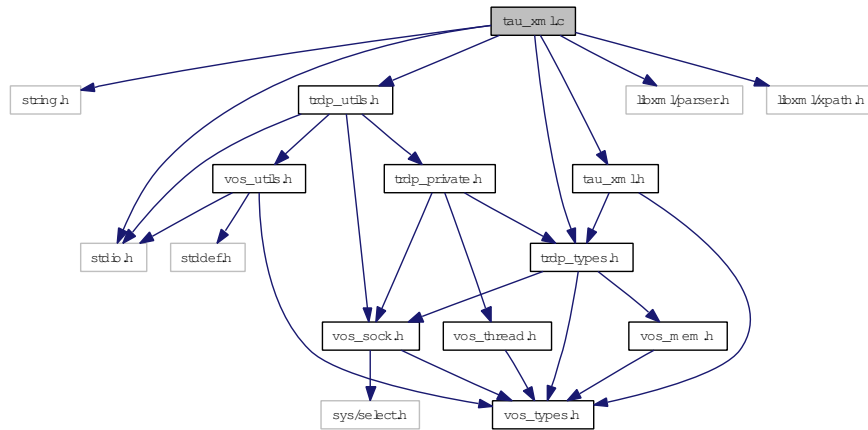 tau_xml.c
string.h
trdp_utils.h
libxml/parser.h
libxml/xpath.h
vos_utils.h
trdp_private.h
tau_xml.h
stdio.h
stddef.h
trdp_types.h
vos_sock.h
vos_thread.h
vos_mem.h
sys/select.h
vos_types.h